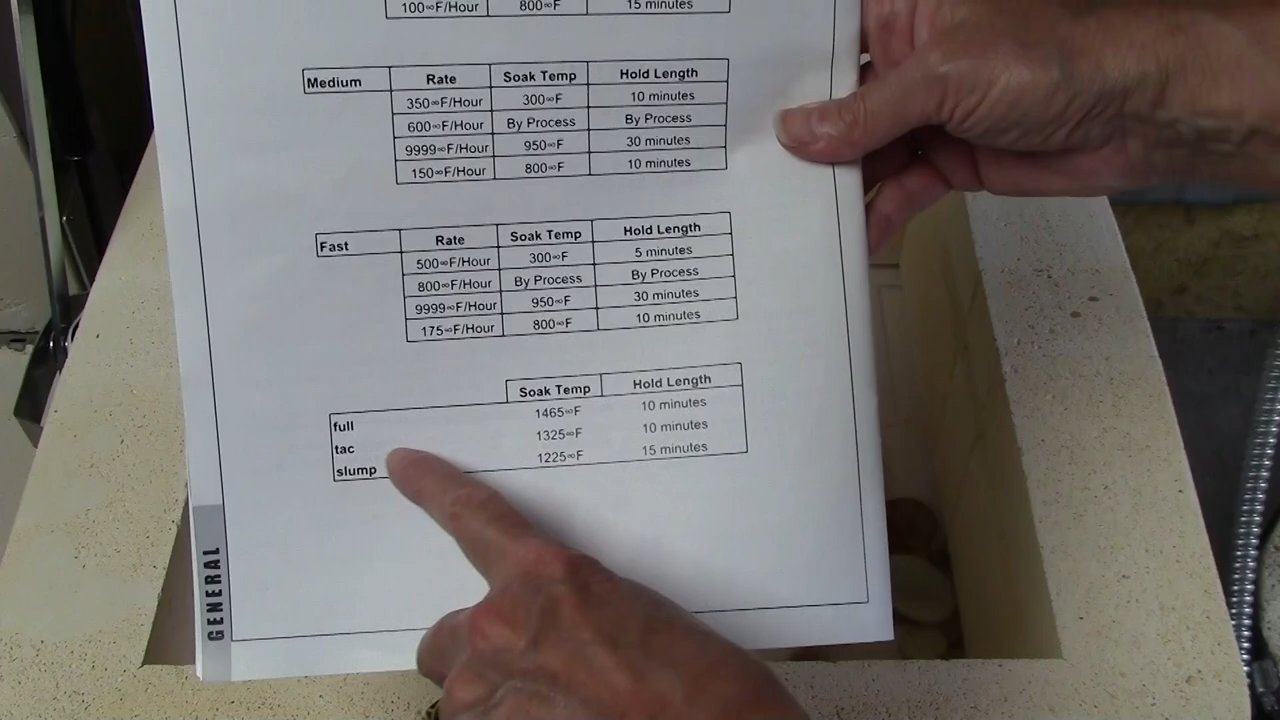 100∞F/Hour 800∞F 15 minutes
Medium Rate Soak Temp Hold Length
350∞F/Hour 300∞F 10 minutes
600∞F/Hour By Process By Process
9999∞F/Hour 950∞F 30 minutes
150∞F/Hour 800∞F 10 minutes
Fast Rate Soak Temp Hold Length
500∞F/Hour 300∞F 5 minutes
800∞F/Hour By Process By Process
9999∞F/Hour 950∞F 30 minutes
175∞F/Hour 800∞F 10 minutes
Soak Temp Hold Length
full 1465∞F 10 minutes
tac 1325∞F 10 minutes
slump 1225∞F 15 minutes
GENERAL